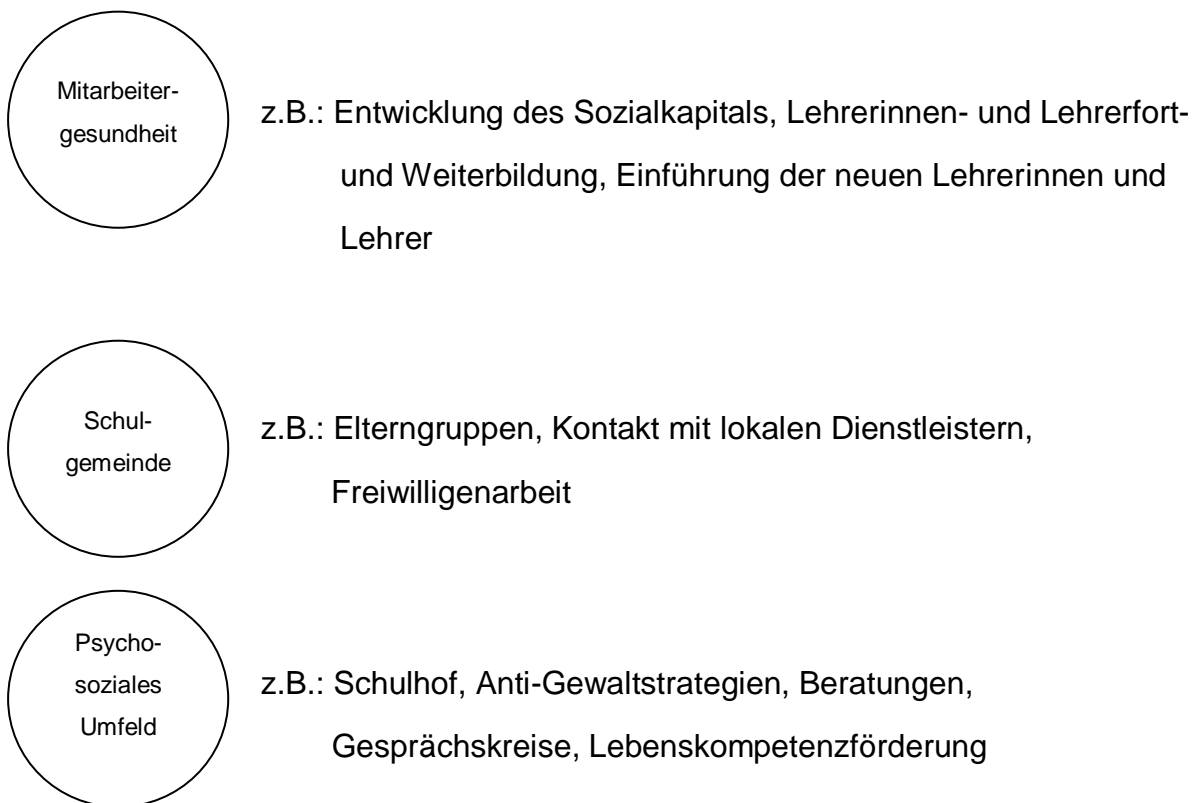 Mitarbeiter-
gesundheit
z.B.: Entwicklung des Sozialkapitals, Lehrerinnen- und Lehrerfort-
und Weiterbildung, Einführung der neuen Lehrerinnen und
Lehrer
Schul-
gemeinde
z.B.: Elterngruppen, Kontakt mit lokalen Dienstleistern,
Freiwilligenarbeit
Psycho-
soziales
Umfeld
z.B.: Schulhof, Anti-Gewaltstrategien, Beratungen,
Gesprächskreise, Lebenskompetenzförderung